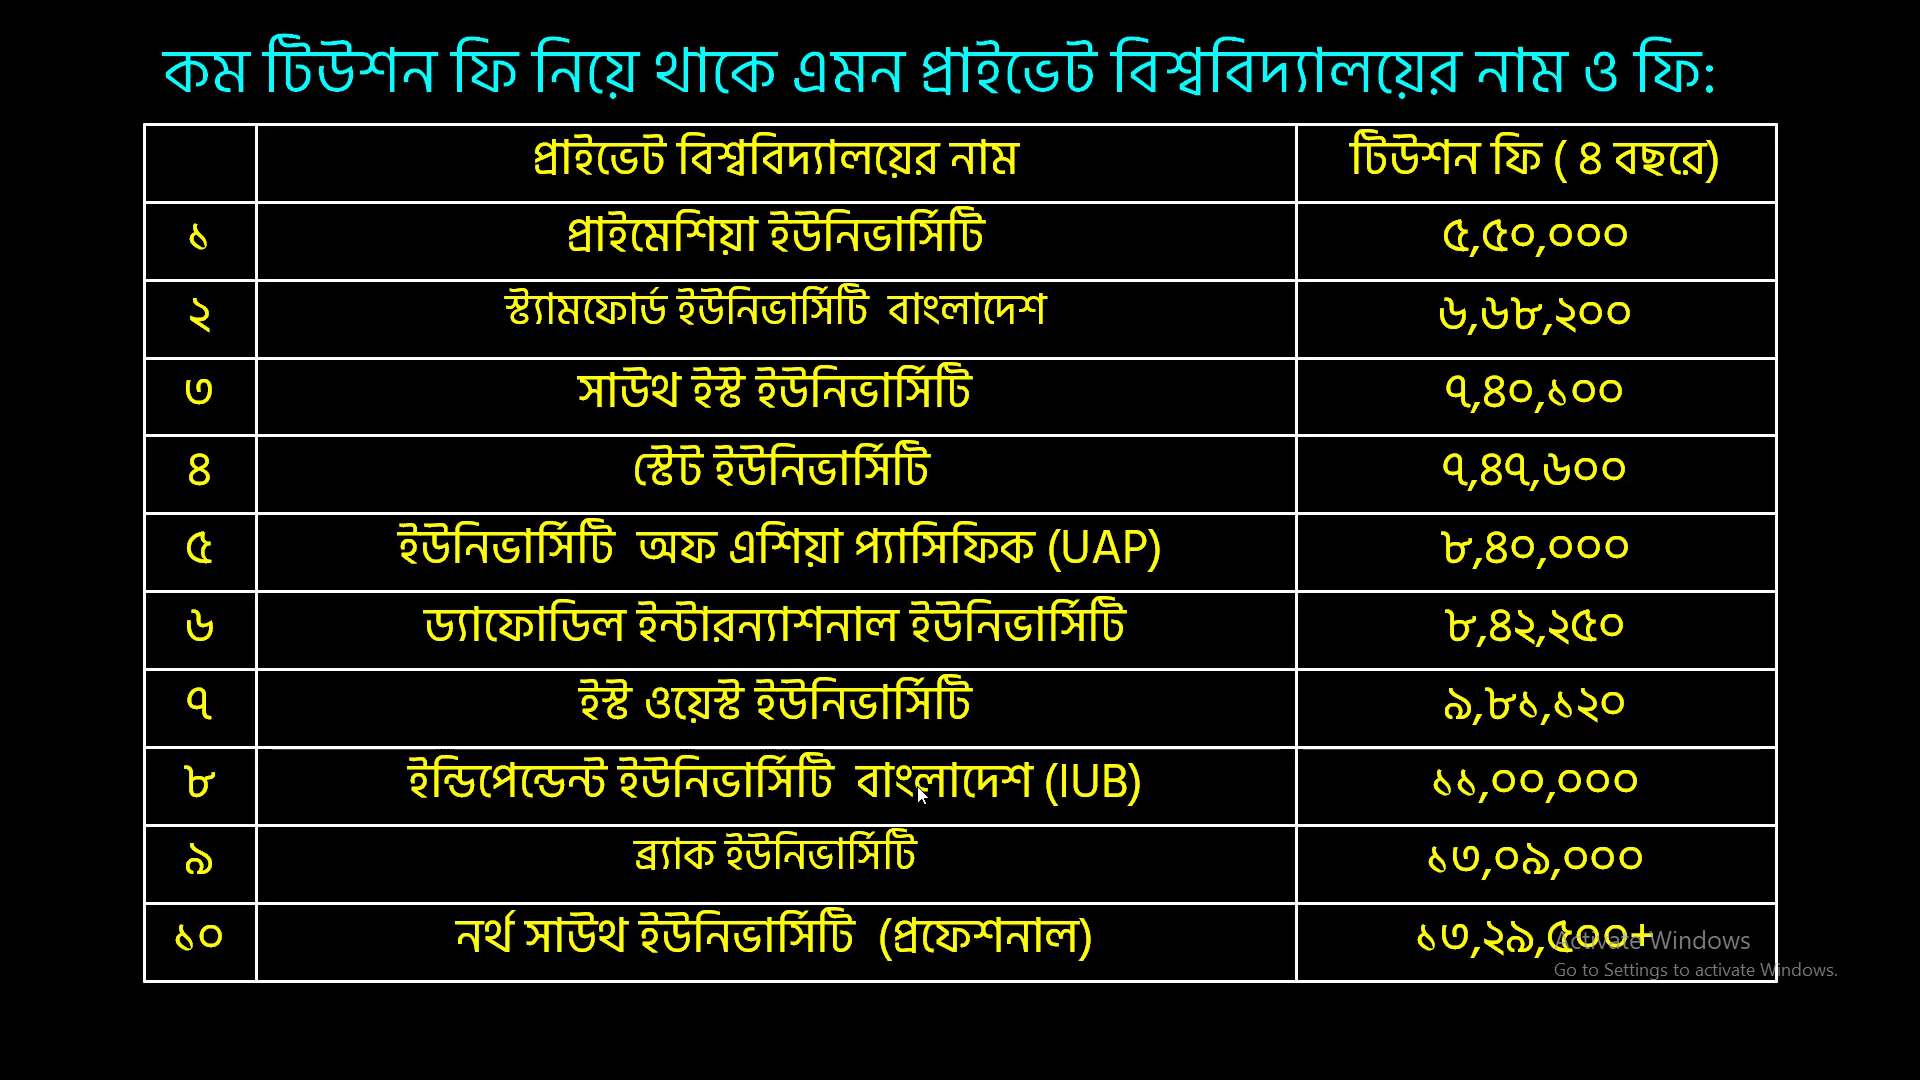 কম টিউশন ফি নিয়ে থাকে এমন প্রাইভেট বিশ্ববিদ্যালয়ের নাম ও ফি:
প্রাইভেট বিশ্ববিদ্যালয়ের নাম টিউশন ফি ( ৪ বছরে)
১ প্রাইমেশিয়া ইউনিভার্সিটি ৫,৫০,০০০
২ স্ট্যামফোর্ড ইউনিভার্সিটি বাংলাদেশ ৬,৬৮,২০০
৩ সাউথ ইস্ট ইউনিভার্সিটি ৭,৪০,১০০
৪ স্টেট ইউনিভার্সিটি ৭,৪৭,৬০০
৫ ইউনিভার্সিটি অফ এশিয়া প্যাসিফিক (UAP) ৮,৪০,০০০
৬ ড্যাফোডিল ইন্টারন্যাশনাল ইউনিভার্সিটি ৮,৪২,২৫০
৭ ইস্ট ওয়েস্ট ইউনিভার্সিটি ৯,৮১,১২০
৮ ইন্ডিপেন্ডেন্ট ইউনিভার্সিটি বাংলাদেশ (IUB) ১১,০০,০০০
৯ ব্র্যাক ইউনিভার্সিটি ১৩,০৯,০০০
১০ নর্থ সাউথ ইউনিভার্সিটি (প্রফেশনাল) ১৩,২৯,৫০০+
Activate Windows
Go to Settings to activate Windows.